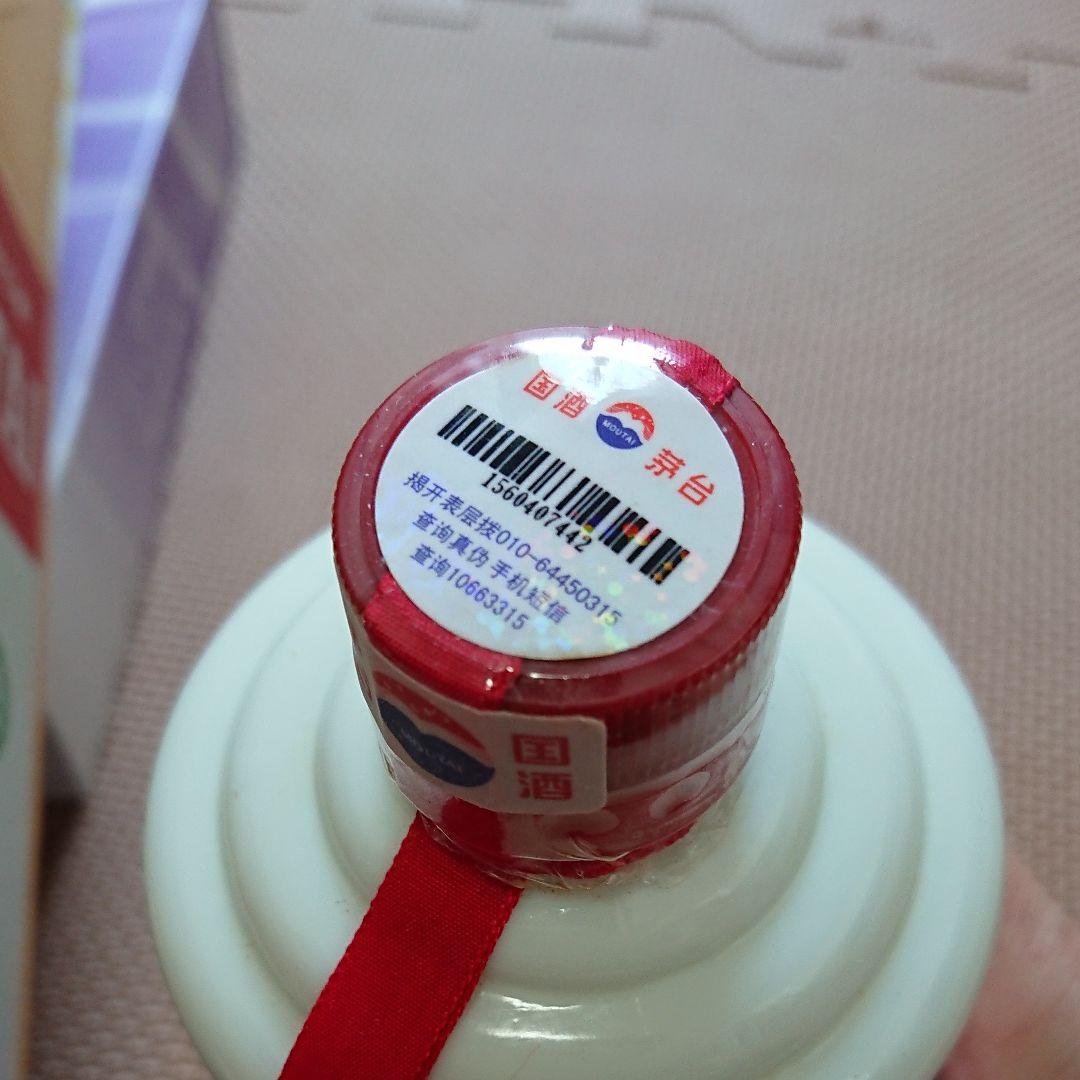 国酒 MOUTAI 茅台
1560407442
揭开表层拨010-64450315
查询真伪 手机短信
查询10663315
MOUTAI
国酒